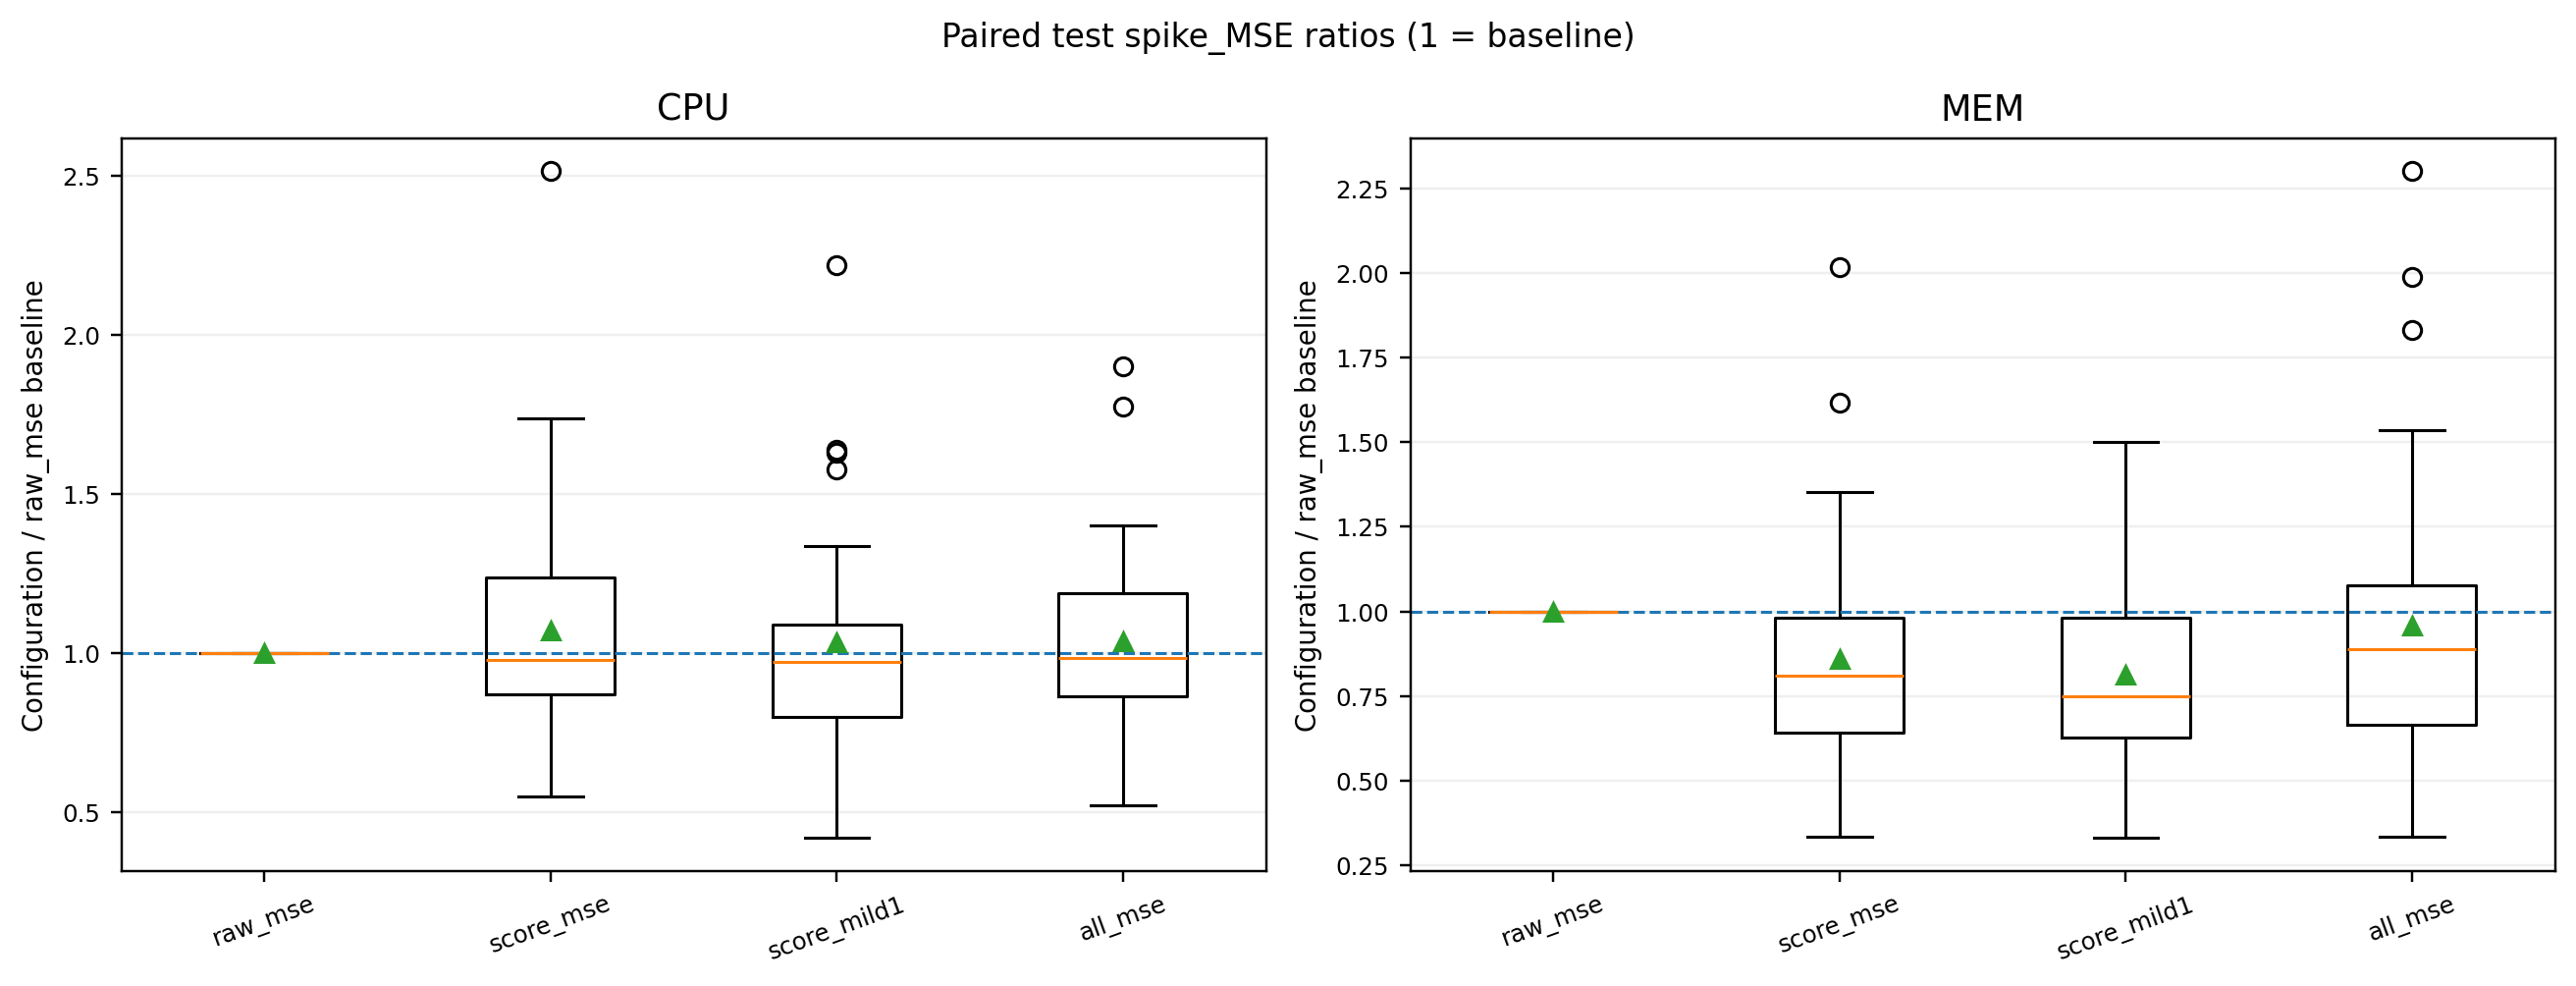 Paired test spike_MSE ratios (1 = baseline)
CPU
Configuration / raw_mse baseline
2.5
2.0
1.5
1.0
0.5
raw_mse
score_mse
score_mild1
all_mse
MEM
Configuration / raw_mse baseline
2.25
2.00
1.75
1.50
1.25
1.00
0.75
0.50
0.25
raw_mse
score_mse
score_mild1
all_mse